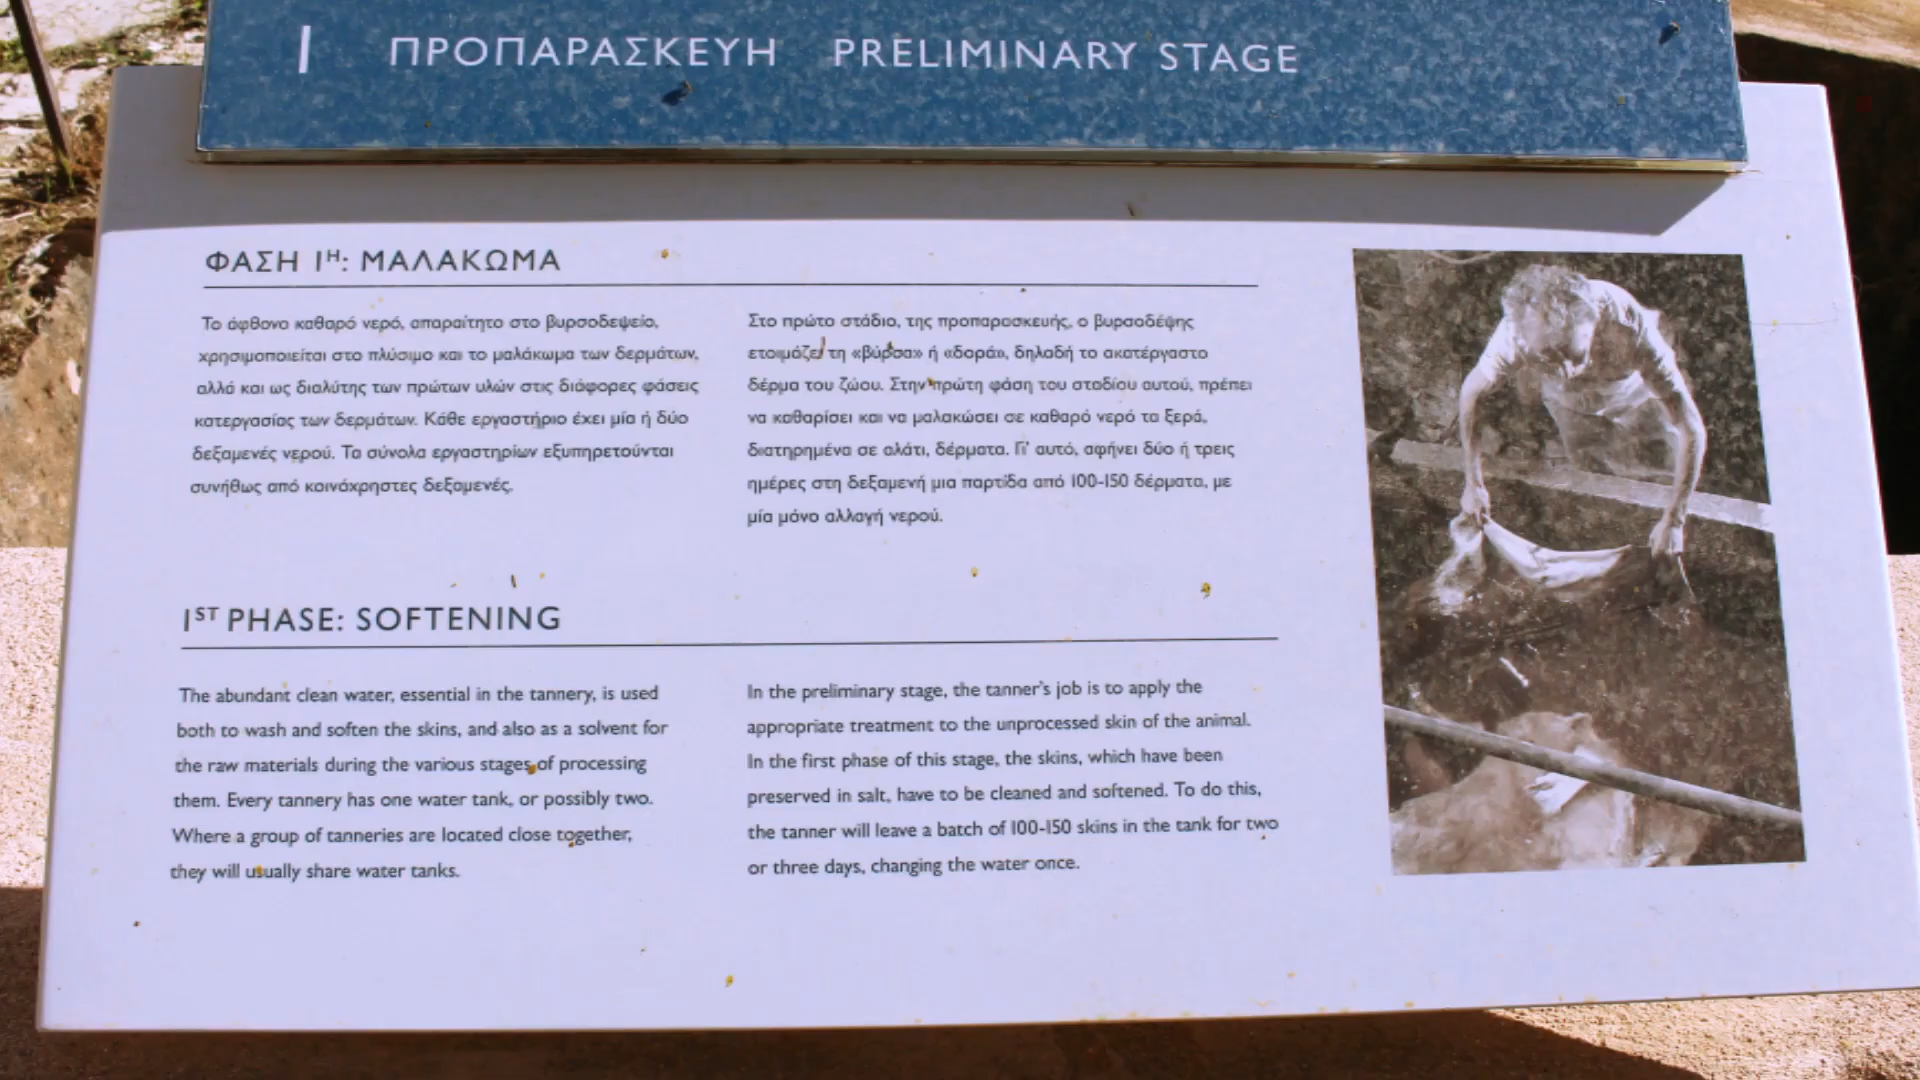 1 ΠΡΟΠΑΡΑΣΚΕΥΗ PRELIMINARY STAGE
ΦΑΣΗ 1Η: ΜΑΛΑΚΩΜΑ
Το άφθονο καθαρό νερό, απαραίτητο στο βυρσοδεψείο,
χρησιμοποιείται στο πλύσιμο και το μαλάκωμα των δερμάτων,
αλλά και ως διαλύτης των πρώτων υλών στις διάφορες φάσεις
κατεργασίας των δερμάτων. Κάθε εργαστήριο έχει μία ή δύο
δεξαμενές νερού. Τα σύνολα εργαστηρίων εξυπηρετούνται
συνήθως από κοινόχρηστες δεξαμενές.
Στο πρώτο στάδιο, της προπαρασκευής, ο βυρσοδέψης
ετοιμάζει τη «βύρσα» ή «δορά», δηλαδή το ακατέργαστο
δέρμα του ζώου. Στην πρώτη φάση του σταδίου αυτού, πρέπει
να καθαρίσει και να μαλακώσει σε καθαρό νερό τα ξερά,
διατηρημένα σε αλάτι, δέρματα. Γι' αυτό, αφήνει δύο ή τρεις
ημέρες στη δεξαμενή μια παρτίδα από 100-150 δέρματα, με
μία μόνο αλλαγή νερού.
1ST PHASE: SOFTENING
The abundant clean water, essential in the tannery, is used
both to wash and soften the skins, and also as a solvent for
the raw materials during the various stages of processing
them. Every tannery has one water tank, or possibly two.
Where a group of tanneries are located close together,
they will usually share water tanks.
In the preliminary stage, the tanner's job is to apply the
appropriate treatment to the unprocessed skin of the animal.
In the first phase of this stage, the skins, which have been
preserved in salt, have to be cleaned and softened. To do this,
the tanner will leave a batch of 100-150 skins in the tank for two
or three days, changing the water once.